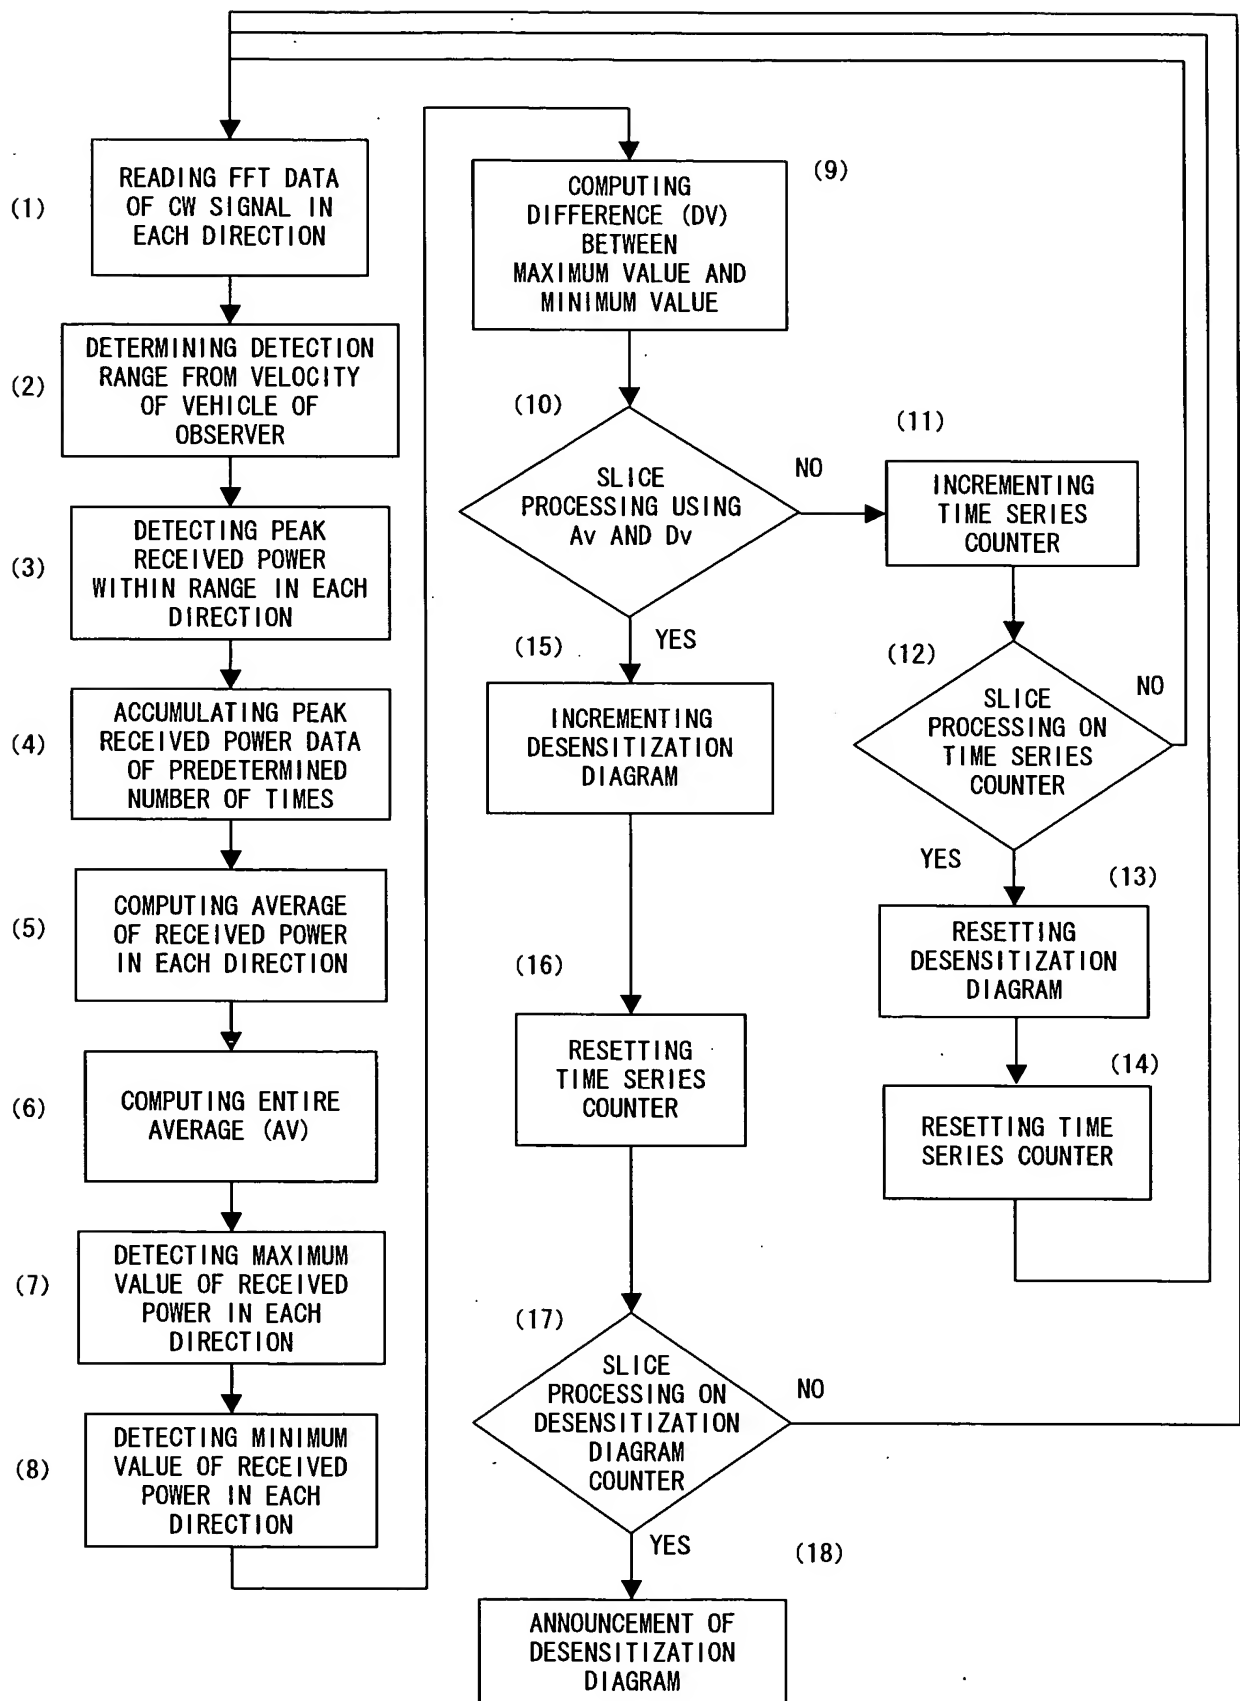 (1)
READING FFT DATA
OF CW SIGNAL IN
EACH DIRECTION
(2)
DETERMINING DETECTION
RANGE FROM VELOCITY
OF VEHICLE OF
OBSERVER
(3)
DETECTING PEAK
RECEIVED POWER
WITHIN RANGE IN EACH
DIRECTION
(4)
ACCUMULATING PEAK
RECEIVED POWER DATA
OF PREDETERMINED
NUMBER OF TIMES
(5)
COMPUTING AVERAGE
OF RECEIVED POWER
IN EACH DIRECTION
(6)
COMPUTING ENTIRE
AVERAGE (AV)
(7)
DETECTING MAXIMUM
VALUE OF RECEIVED
POWER IN EACH
DIRECTION
(8)
DETECTING MINIMUM
VALUE OF RECEIVED
POWER IN EACH
DIRECTION
(9)
COMPUTING
DIFFERENCE (DV)
BETWEEN
MAXIMUM VALUE AND
MINIMUM VALUE
(10)
SLICE
PROCESSING USING
Av AND Dv
NO
YES
(11)
INCREMENTING
TIME SERIES
COUNTER
(12)
SLICE
PROCESSING ON
TIME SERIES
COUNTER
NO
YES
(13)
RESETTING
DESENSITIZATION
DIAGRAM
(14)
RESETTING TIME
SERIES COUNTER
(15)
INCREMENTING
DESENSITIZATION
DIAGRAM
(16)
RESETTING
TIME SERIES
COUNTER
(17)
SLICE
PROCESSING ON
DESENSITIZATION
DIAGRAM
COUNTER
NO
YES
(18)
ANNOUNCEMENT OF
DESENSITIZATION
DIAGRAM